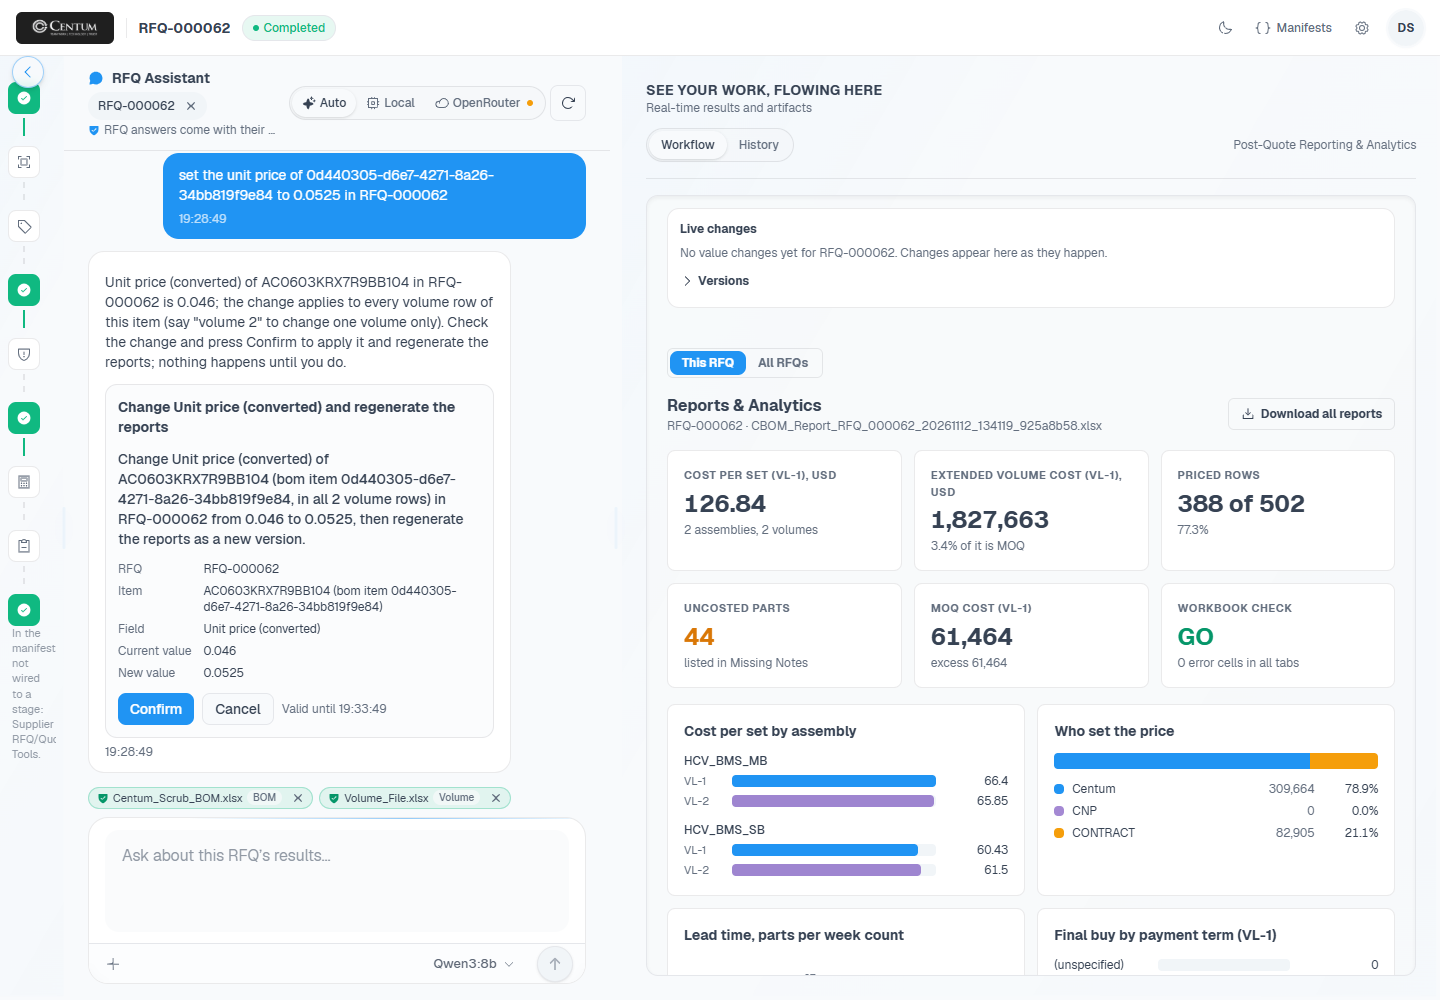 CENTUM
RFQ-000062
Completed
{ } Manifests
DS
RFQ Assistant
RFQ-000062
Auto
Local
OpenRouter
RFQ answers come with their ...
set the unit price of 0d440305-d6e7-4271-8a26-
34bb819f9e84 to 0.0525 in RFQ-000062
19:28:49
Unit price (converted) of AC0603KRX7R9BB104 in RFQ-
000062 is 0.046; the change applies to every volume row of
this item (say "volume 2" to change one volume only). Check
the change and press Confirm to apply it and regenerate the
reports; nothing happens until you do.
Change Unit price (converted) and regenerate the
reports
Change Unit price (converted) of
AC0603KRX7R9BB104 (bom item 0d440305-d6e7-
4271-8a26-34bb819f9e84, in all 2 volume rows) in
RFQ-000062 from 0.046 to 0.0525, then regenerate
the reports as a new version.
RFQ RFQ-000062
Item AC0603KRX7R9BB104 (bom item 0d440305-
d6e7-4271-8a26-34bb819f9e84)
Field Unit price (converted)
Current value 0.046
New value 0.0525
Confirm
Cancel
Valid until 19:33:49
19:28:49
In the
manifest
not
wired
to a
stage:
Supplier
RFQ/Quo
Tools.
Centum_Scrub_BOM.xlsx BOM
Volume_File.xlsx Volume
Ask about this RFQ's results...
Qwen3:8b
SEE YOUR WORK, FLOWING HERE
Real-time results and artifacts
Workflow
History
Post-Quote Reporting & Analytics
Live changes
No value changes yet for RFQ-000062. Changes appear here as they happen.
Versions
This RFQ
All RFQs
Reports & Analytics
RFQ-000062 · CBOM_Report_RFQ_000062_20261112_134119_925a8b58.xlsx
Download all reports
COST PER SET (VL-1), USD
126.84
2 assemblies, 2 volumes
EXTENDED VOLUME COST (VL-1),
USD
1,827,663
3.4% of it is MOQ
PRICED ROWS
388 of 502
77.3%
UNCOSTED PARTS
44
listed in Missing Notes
MOQ COST (VL-1)
61,464
excess 61,464
WORKBOOK CHECK
GO
0 error cells in all tabs
Cost per set by assembly
HCV_BMS_MB
VL-1 66.4
VL-2 65.85
HCV_BMS_SB
VL-1 60.43
VL-2 61.5
Who set the price
Centum 309,664 78.9%
CNP 0 0.0%
CONTRACT 82,905 21.1%
Lead time, parts per week count
Final buy by payment term (VL-1)
(unspecified) 0